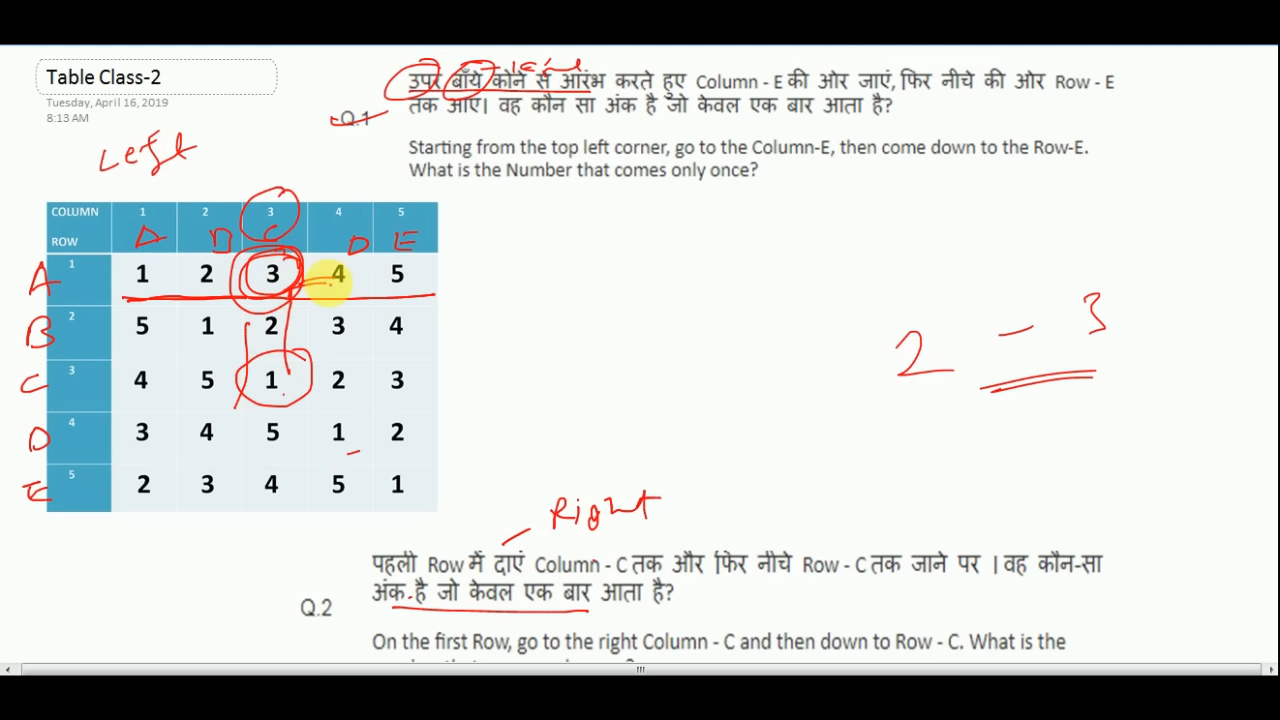 Table Class-2
Tuesday, April 16, 2019
8:13 AM
Left
Q.1
उपर बाँये कोने से आरंभ करते हुए Column - E की ओर जाएं, फिर नीचे की ओर Row - E
तक आए। वह कौन सा अंक है जो केवल एक बार आता है?
Starting from the top left corner, go to the Column-E, then come down to the Row-E.
What is the Number that comes only once?
COLUMN 1 2 3 4 5
ROW A B C D E
A 1 1 2 3 4 5
B 2 5 1 2 3 4
C 3 4 5 1 2 3
D 4 3 4 5 1 2
E 5 2 3 4 5 1
2 - 3
Right
Q.2
पहली Row में दाएं Column - C तक और फिर नीचे Row - C तक जाने पर । वह कौन-सा
अंक है जो केवल एक बार आता है?
On the first Row, go to the right Column - C and then down to Row - C. What is the